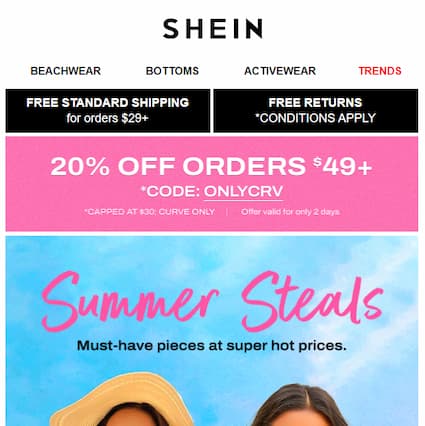 SHEIN
BEACHWEAR BOTTOMS ACTIVEWEAR TRENDS
FREE STANDARD SHIPPING
for orders $29+
FREE RETURNS
*CONDITIONS APPLY
20% OFF ORDERS $49+
*CODE: ONLYCRV
*CAPPED AT $30; CURVE ONLY | Offer valid for only 2 days
Summer Steals
Must-have pieces at super hot prices.